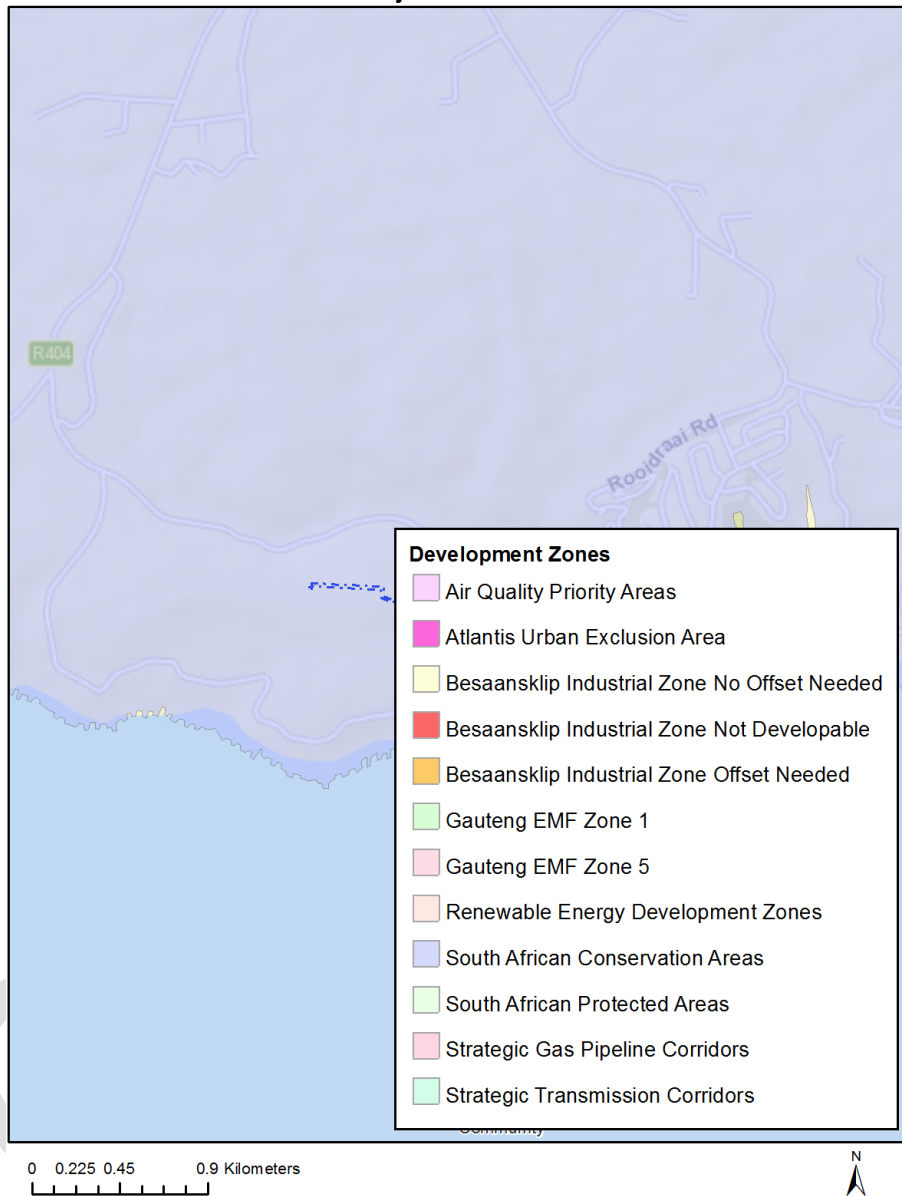 R404
Rooidraai Rd
Development Zones
Air Quality Priority Areas
Atlantis Urban Exclusion Area
Besaansklip Industrial Zone No Offset Needed
Besaansklip Industrial Zone Not Developable
Besaansklip Industrial Zone Offset Needed
Gauteng EMF Zone 1
Gauteng EMF Zone 5
Renewable Energy Development Zones
South African Conservation Areas
South African Protected Areas
Strategic Gas Pipeline Corridors
Strategic Transmission Corridors
0 0.225 0.45 0.9 Kilometers
N